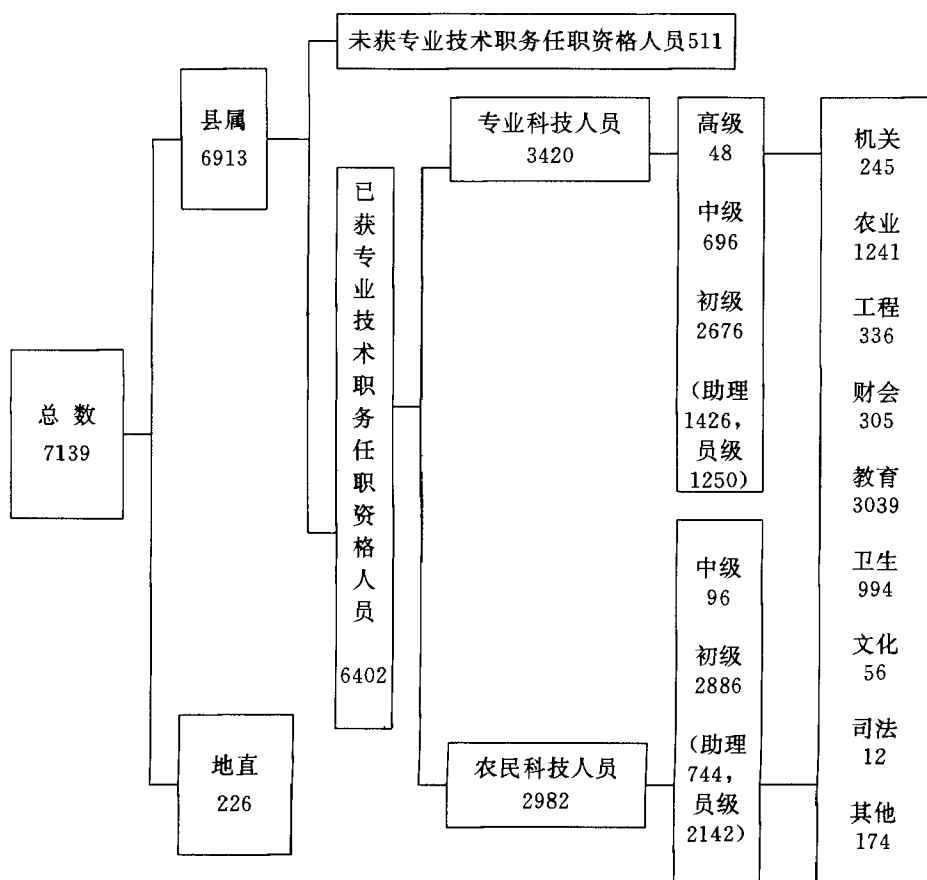 未获专业技术职务任职资格人员511
县属
6913
专业科技人员
3420
高级
48
中级
696
初级
2676
（助理
1426，
员级
1250）
机关
245
农业
1241
工程
336
财会
305
教育
3039
卫生
994
文化
56
司法
12
其他
174
已获专业技术职务任职资格人员
6402
总数
7139
中级
96
初级
2886
（助理
744，
员级
2142）
地直
226
农民科技人员
2982